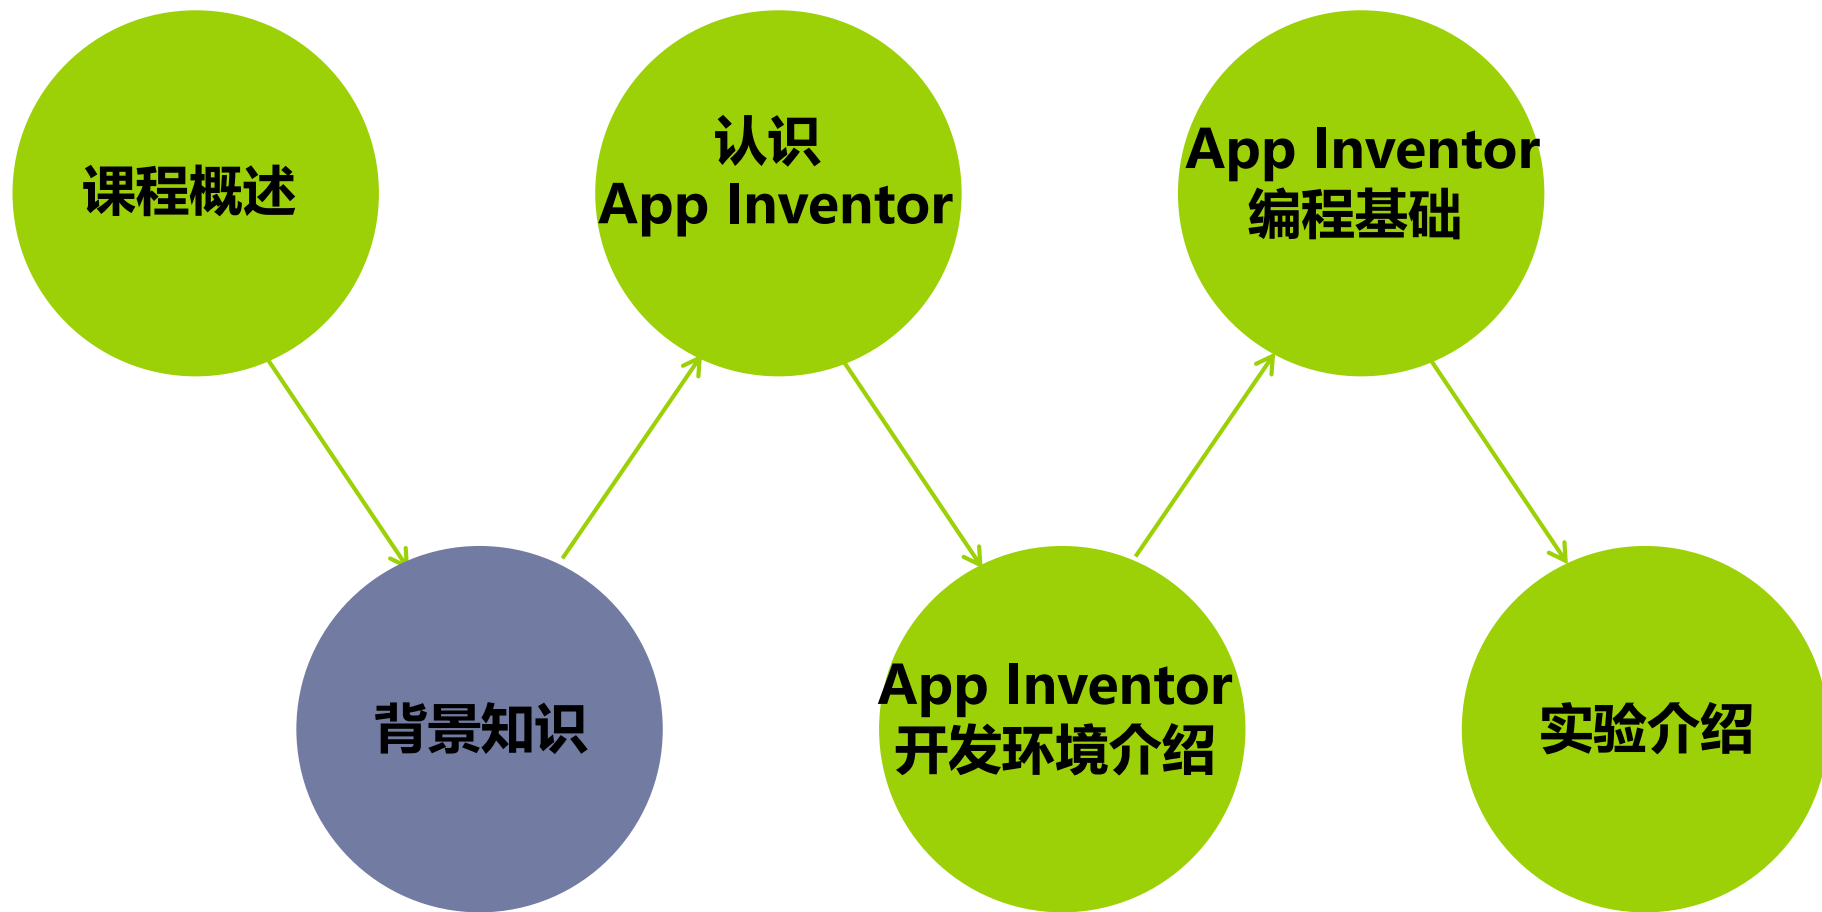 课程概述
背景知识
认识
App Inventor
App Inventor
开发环境介绍
App Inventor
编程基础
实验介绍